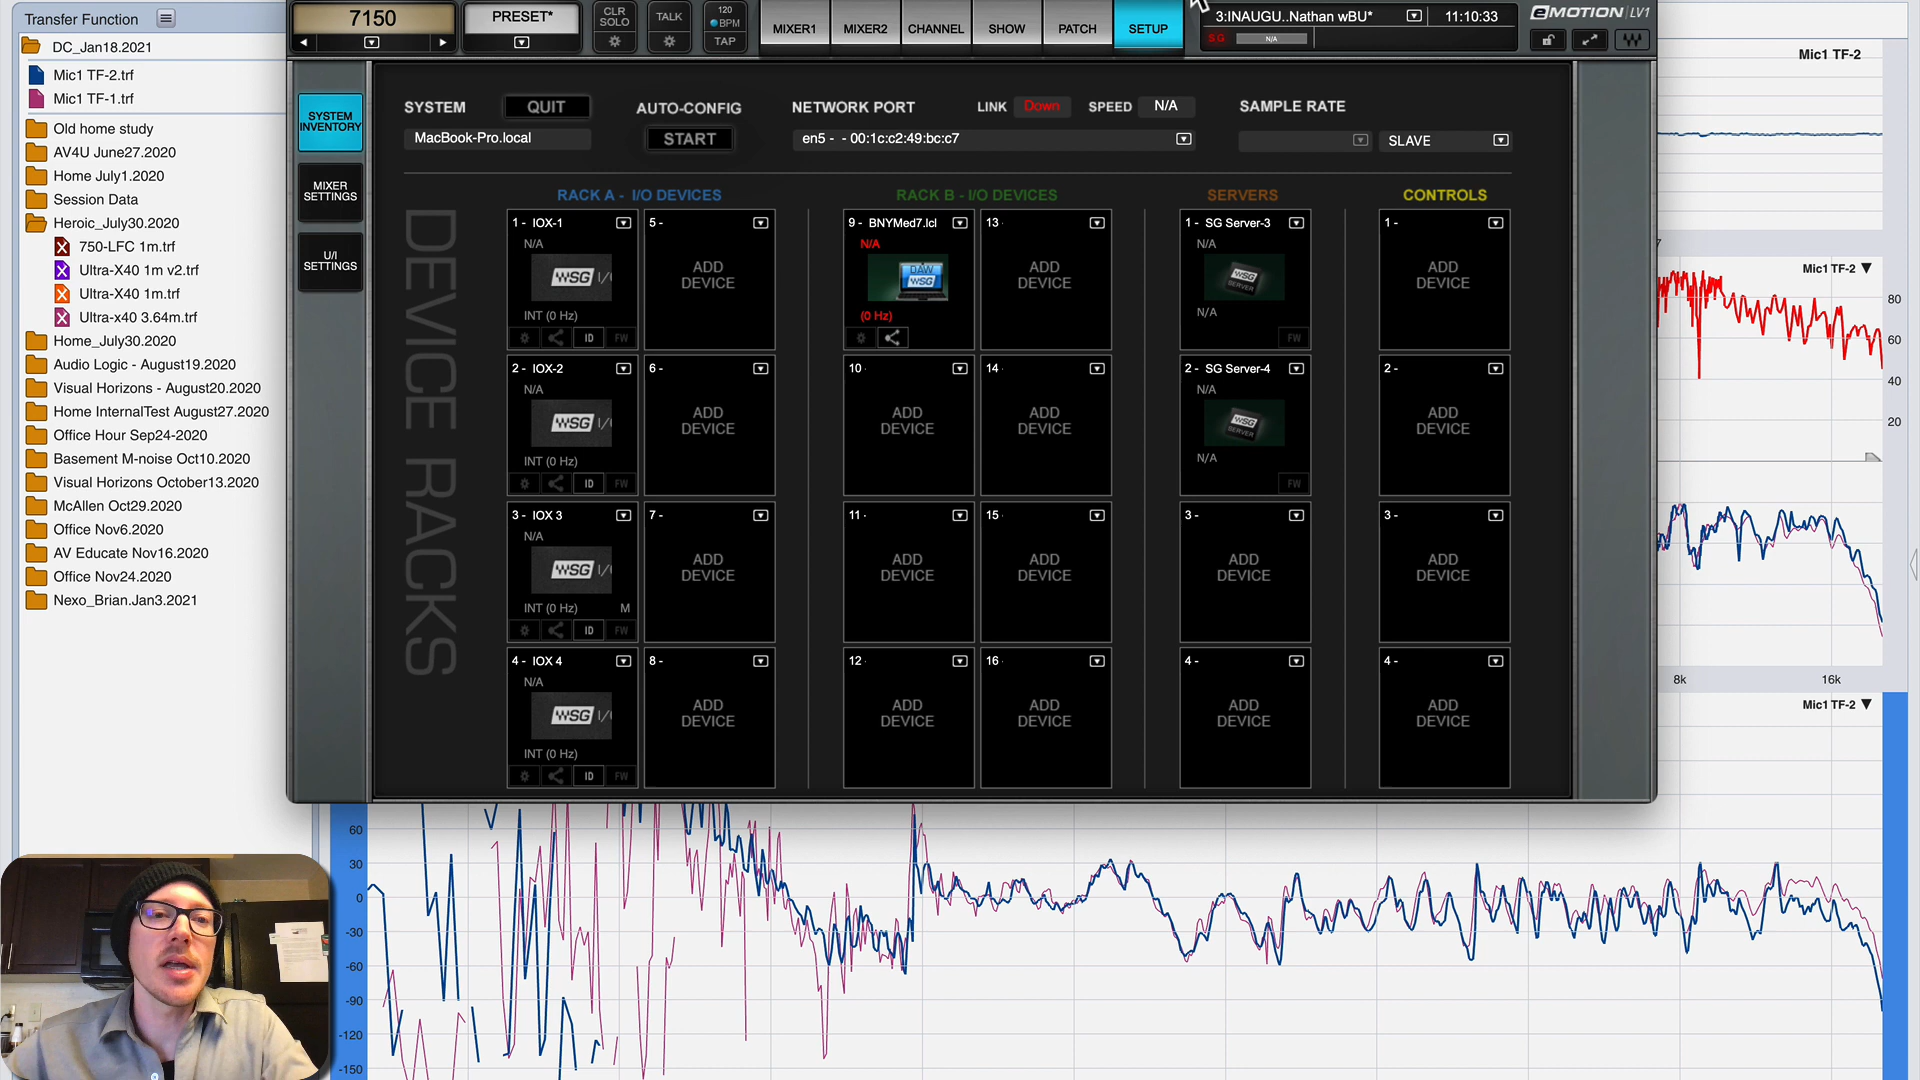 Transfer Function
DC_Jan18.2021
Mic1 TF-2.trf
Mic1 TF-1.trf
Old home study
AV4U June27.2020
Home July1.2020
Session Data
Heroic_July30.2020
750-LFC 1m.trf
Ultra-X40 1m v2.trf
Ultra-X40 1m.trf
Ultra-x40 3.64m.trf
Home_July30.2020
Audio Logic - August19.2020
Visual Horizons - August20.2020
Home InternalTest August27.2020
Office Hour Sep24-2020
Basement M-noise Oct10.2020
Visual Horizons October13.2020
McAllen Oct29.2020
Office Nov6.2020
AV Educate Nov16.2020
Office Nov24.2020
Nexo_Brian.Jan3.2021
7150
PRESET*
CLR
SOLO
TALK
120
BPM
TAP
MIXER1
MIXER2
CHANNEL
SHOW
PATCH
SETUP
3:INAUGU..Nathan wBU*
11:10:33
SG
N/A
eMOTION LV1
SYSTEM
INVENTORY
MIXER
SETTINGS
U/I
SETTINGS
SYSTEM
QUIT
MacBook-Pro.local
AUTO-CONFIG
START
NETWORK PORT
LINK Down
SPEED N/A
en5 - - 00:1c:c2:49:bc:c7
SAMPLE RATE
SLAVE
DEVICE RACKS
RACK A - I/O DEVICES
RACK B - I/O DEVICES
SERVERS
CONTROLS
1 - IOX-1
N/A
WSG I/
INT (0 Hz)
ID
FW
5 -
ADD
DEVICE
9 - BNYMed7.lcl
N/A
DAW
WSG
(0 Hz)
13 -
ADD
DEVICE
1 - SG Server-3
N/A
WSG
SERVER
N/A
FW
1 -
ADD
DEVICE
2 - IOX-2
N/A
WSG I/
INT (0 Hz)
ID
FW
6 -
ADD
DEVICE
10 -
ADD
DEVICE
14 -
ADD
DEVICE
2 - SG Server-4
N/A
WSG
SERVER
N/A
FW
2 -
ADD
DEVICE
3 - IOX 3
N/A
WSG I/
INT (0 Hz) M
ID
FW
7 -
ADD
DEVICE
11 -
ADD
DEVICE
15 -
ADD
DEVICE
3 -
ADD
DEVICE
3 -
ADD
DEVICE
4 - IOX 4
N/A
WSG I/
INT (0 Hz)
ID
FW
8 -
ADD
DEVICE
12 -
ADD
DEVICE
16 -
ADD
DEVICE
4 -
ADD
DEVICE
4 -
ADD
DEVICE
Mic1 TF-2
Mic1 TF-2
80
60
40
20
8k
16k
Mic1 TF-2
60
30
0
-30
-60
-90
-120
-150